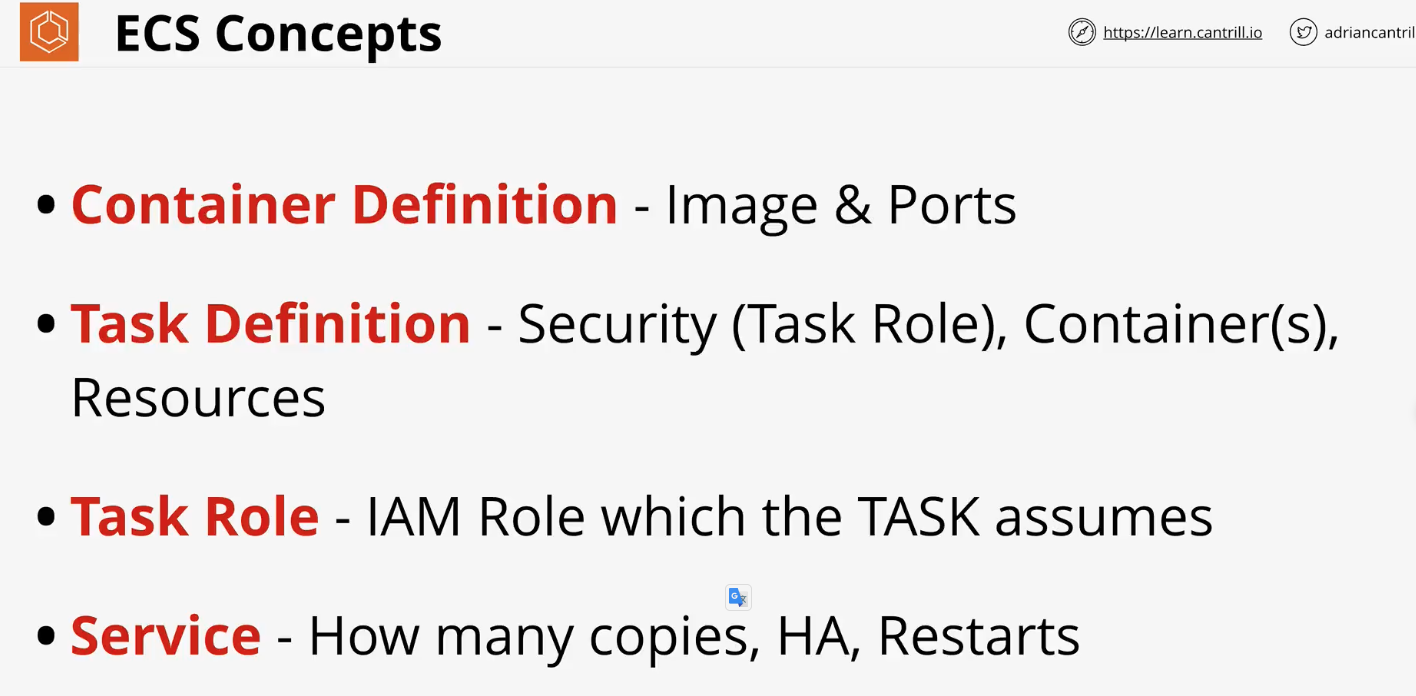 ECS Concepts
https://learn.cantrill.io
adriancantril
• Container Definition - Image & Ports
• Task Definition - Security (Task Role), Container(s),
Resources
• Task Role - IAM Role which the TASK assumes
• Service - How many copies, HA, Restarts